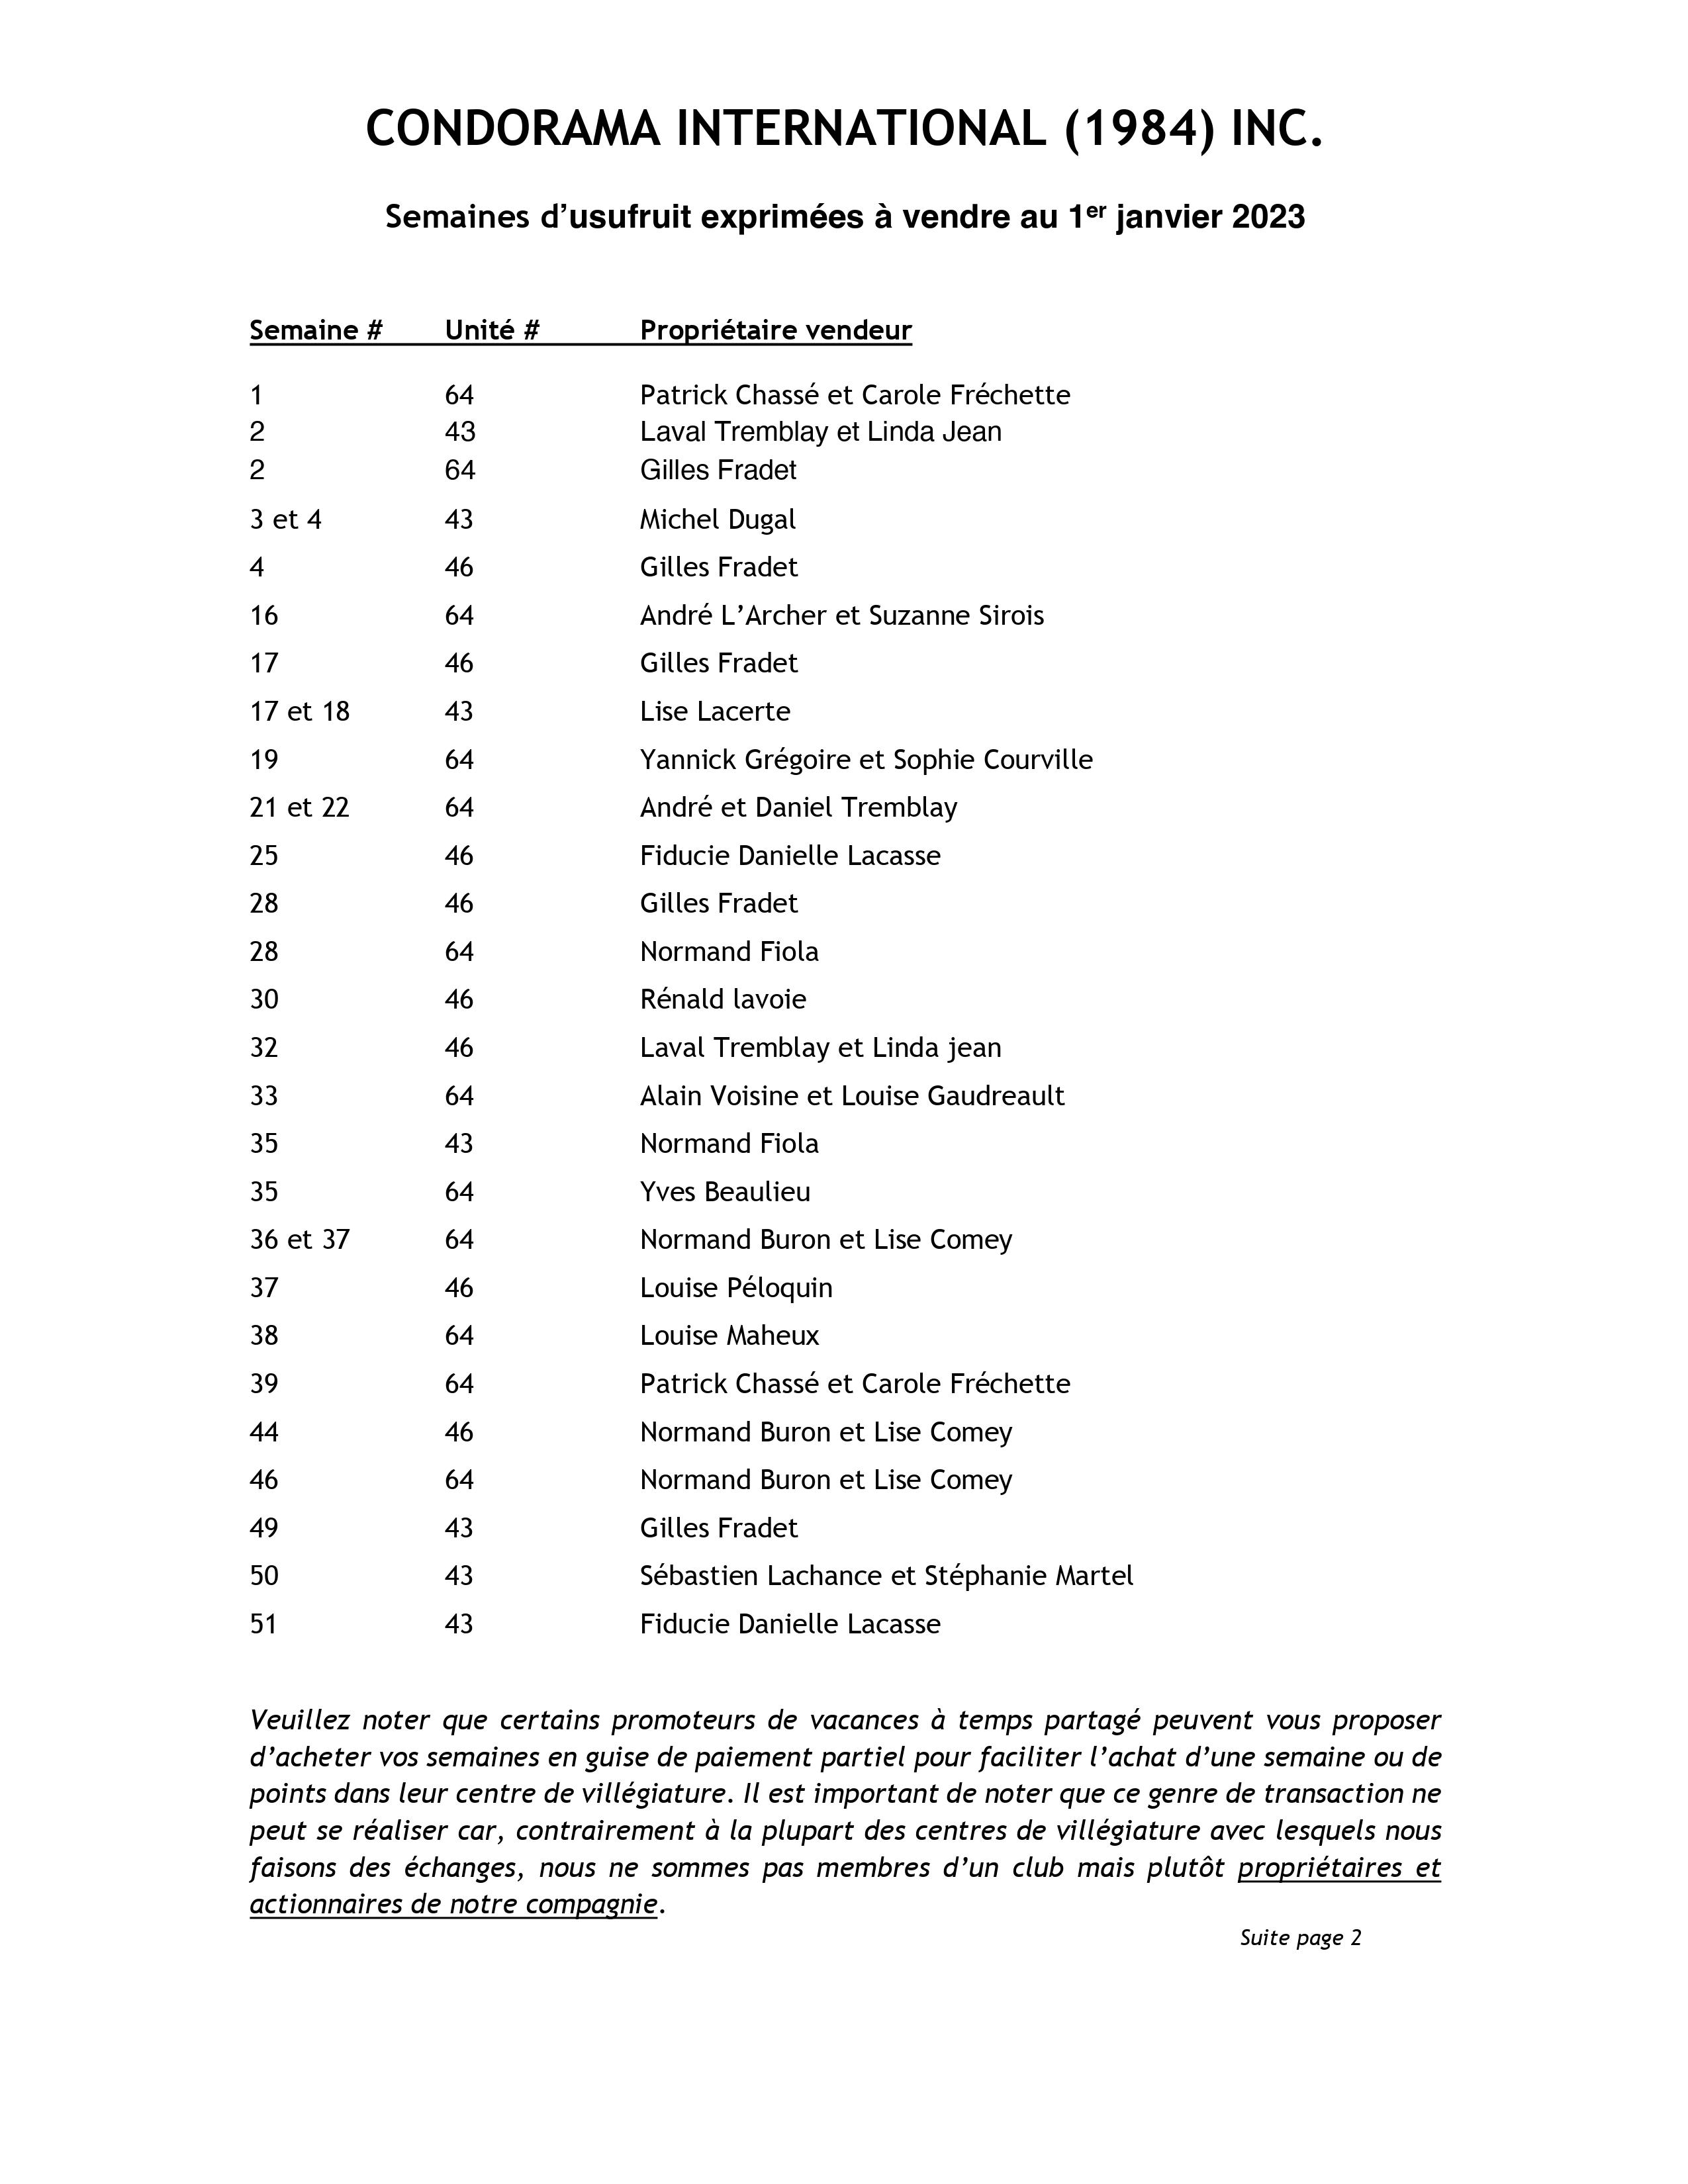 CONDORAMA INTERNATIONAL (1984) INC.
Semaines d’usufruit exprimées à vendre au 1er janvier 2023
Semaine # Unité # Propriétaire vendeur
1 64 Patrick Chassé et Carole Fréchette
2 43 Laval Tremblay et Linda Jean
2 64 Gilles Fradet
3 et 4 43 Michel Dugal
4 46 Gilles Fradet
16 64 André L’Archer et Suzanne Sirois
17 46 Gilles Fradet
17 et 18 43 Lise Lacerte
19 64 Yannick Grégoire et Sophie Courville
21 et 22 64 André et Daniel Tremblay
25 46 Fiducie Danielle Lacasse
28 46 Gilles Fradet
28 64 Normand Fiola
30 46 Rénald lavoie
32 46 Laval Tremblay et Linda jean
33 64 Alain Voisine et Louise Gaudreault
35 43 Normand Fiola
35 64 Yves Beaulieu
36 et 37 64 Normand Buron et Lise Comey
37 46 Louise Péloquin
38 64 Louise Maheux
39 64 Patrick Chassé et Carole Fréchette
44 46 Normand Buron et Lise Comey
46 64 Normand Buron et Lise Comey
49 43 Gilles Fradet
50 43 Sébastien Lachance et Stéphanie Martel
51 43 Fiducie Danielle Lacasse
Veuillez noter que certains promoteurs de vacances à temps partagé peuvent vous proposer
d’acheter vos semaines en guise de paiement partiel pour faciliter l’achat d’une semaine ou de
points dans leur centre de villégiature. Il est important de noter que ce genre de transaction ne
peut se réaliser car, contrairement à la plupart des centres de villégiature avec lesquels nous
faisons des échanges, nous ne sommes pas membres d’un club mais plutôt propriétaires et
actionnaires de notre compagnie.
Suite page 2